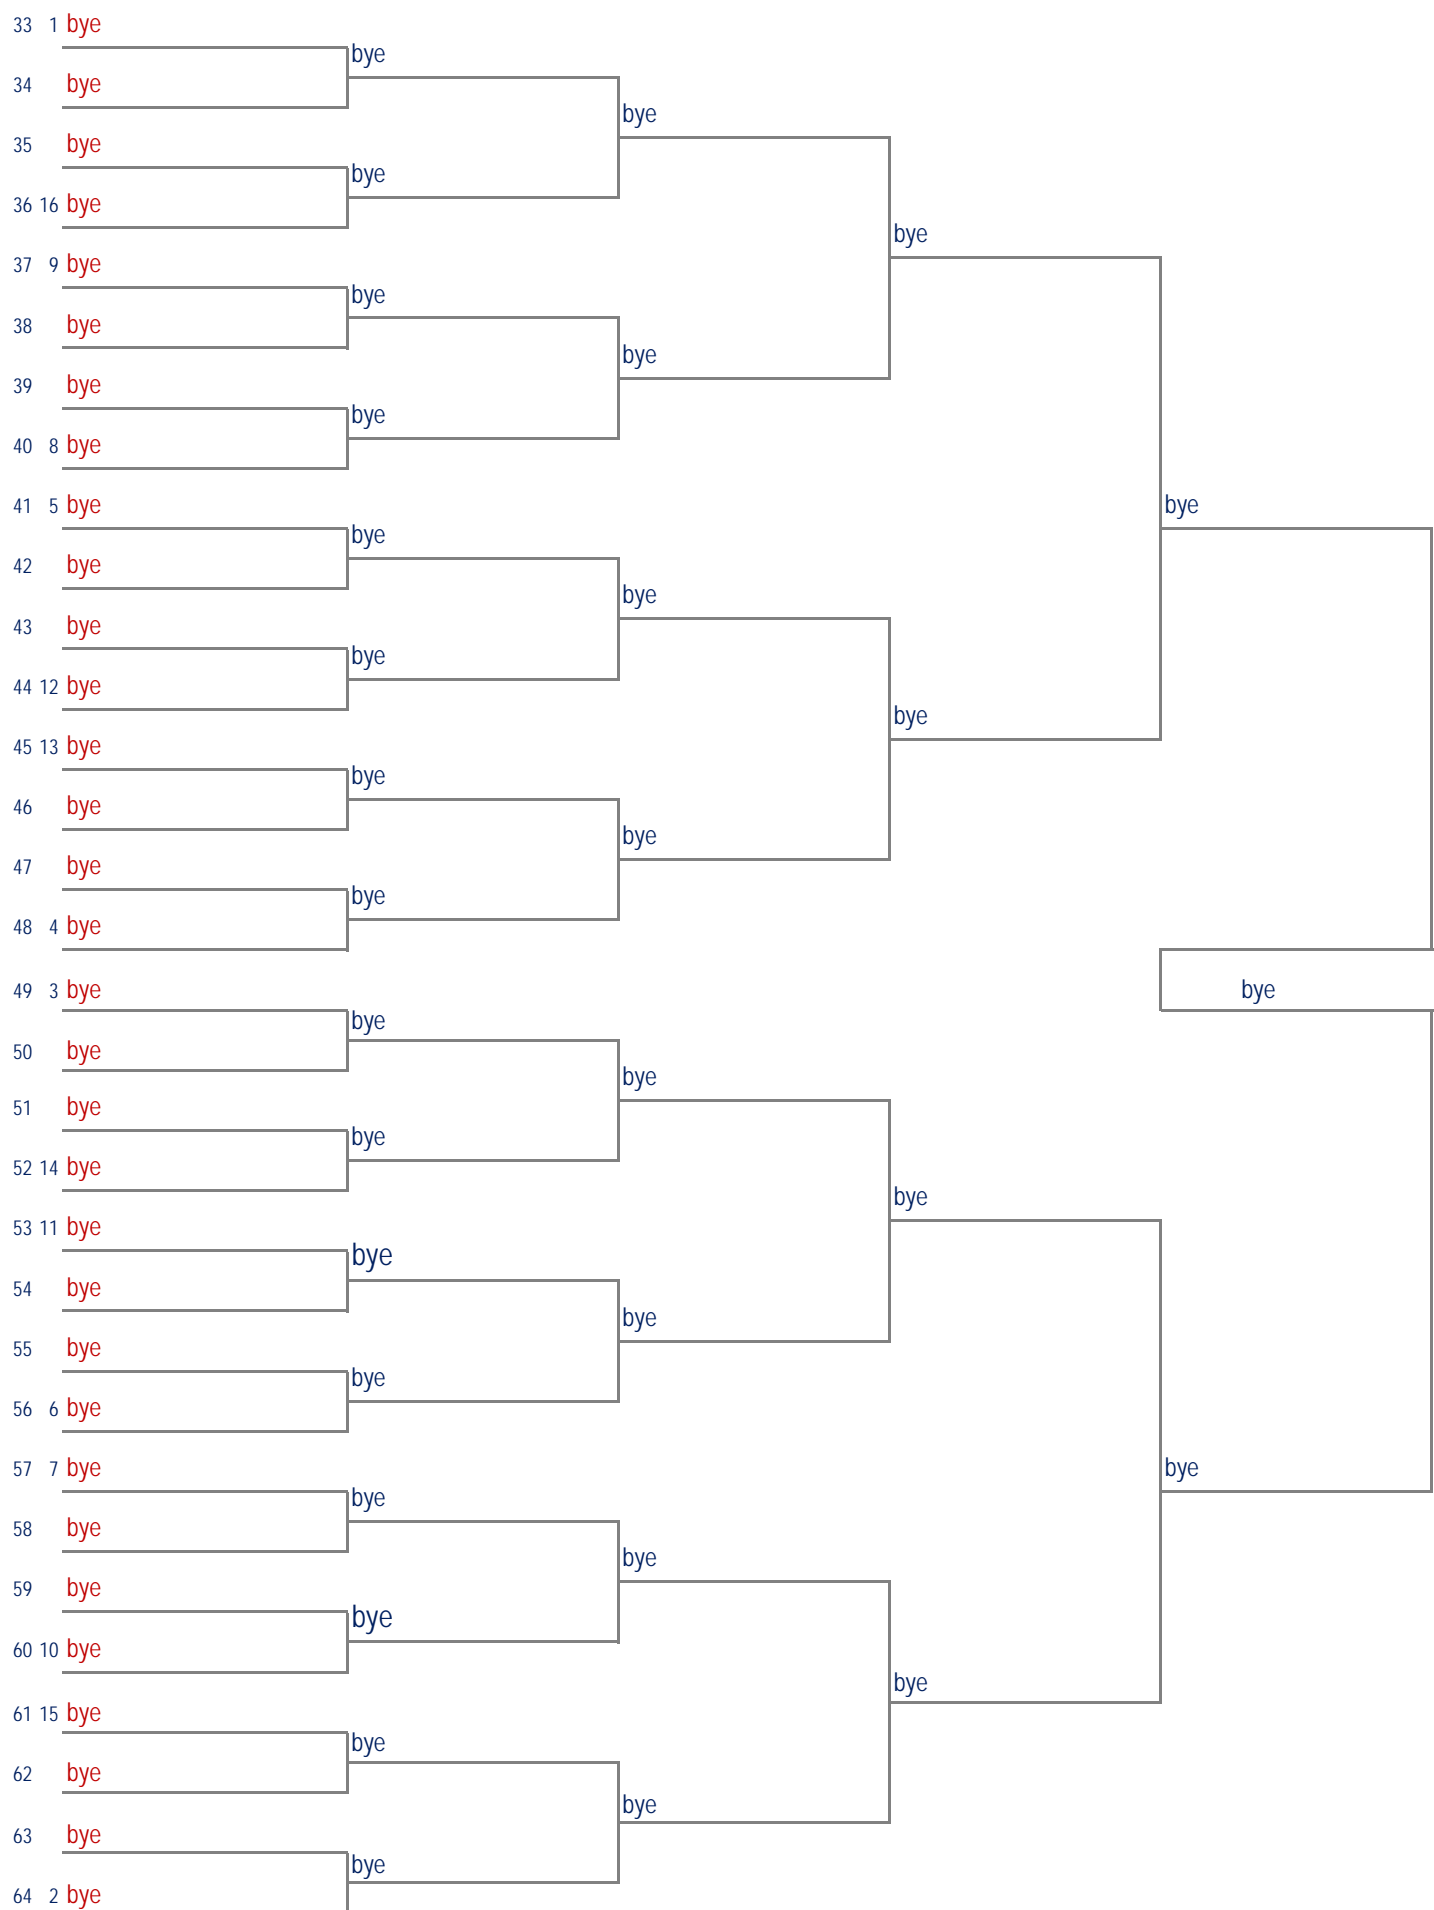 33 1 bye
bye
34 bye
bye
35 bye
bye
36 16 bye
bye
37 9 bye
bye
38 bye
bye
39 bye
bye
40 8 bye
41 5 bye
bye
bye
42 bye
bye
43 bye
bye
44 12 bye
bye
45 13 bye
bye
46 bye
bye
47 bye
bye
48 4 bye
49 3 bye
bye
bye
50 bye
bye
51 bye
bye
52 14 bye
bye
53 11 bye
bye
54 bye
bye
55 bye
bye
56 6 bye
57 7 bye
bye
bye
58 bye
bye
59 bye
bye
60 10 bye
bye
61 15 bye
bye
62 bye
bye
63 bye
bye
64 2 bye